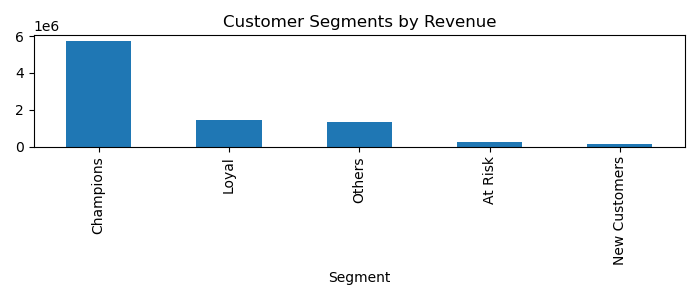 Customer Segments by Revenue
1e6
6
4
2
0
Champions
Loyal
Others
At Risk
New Customers
Segment